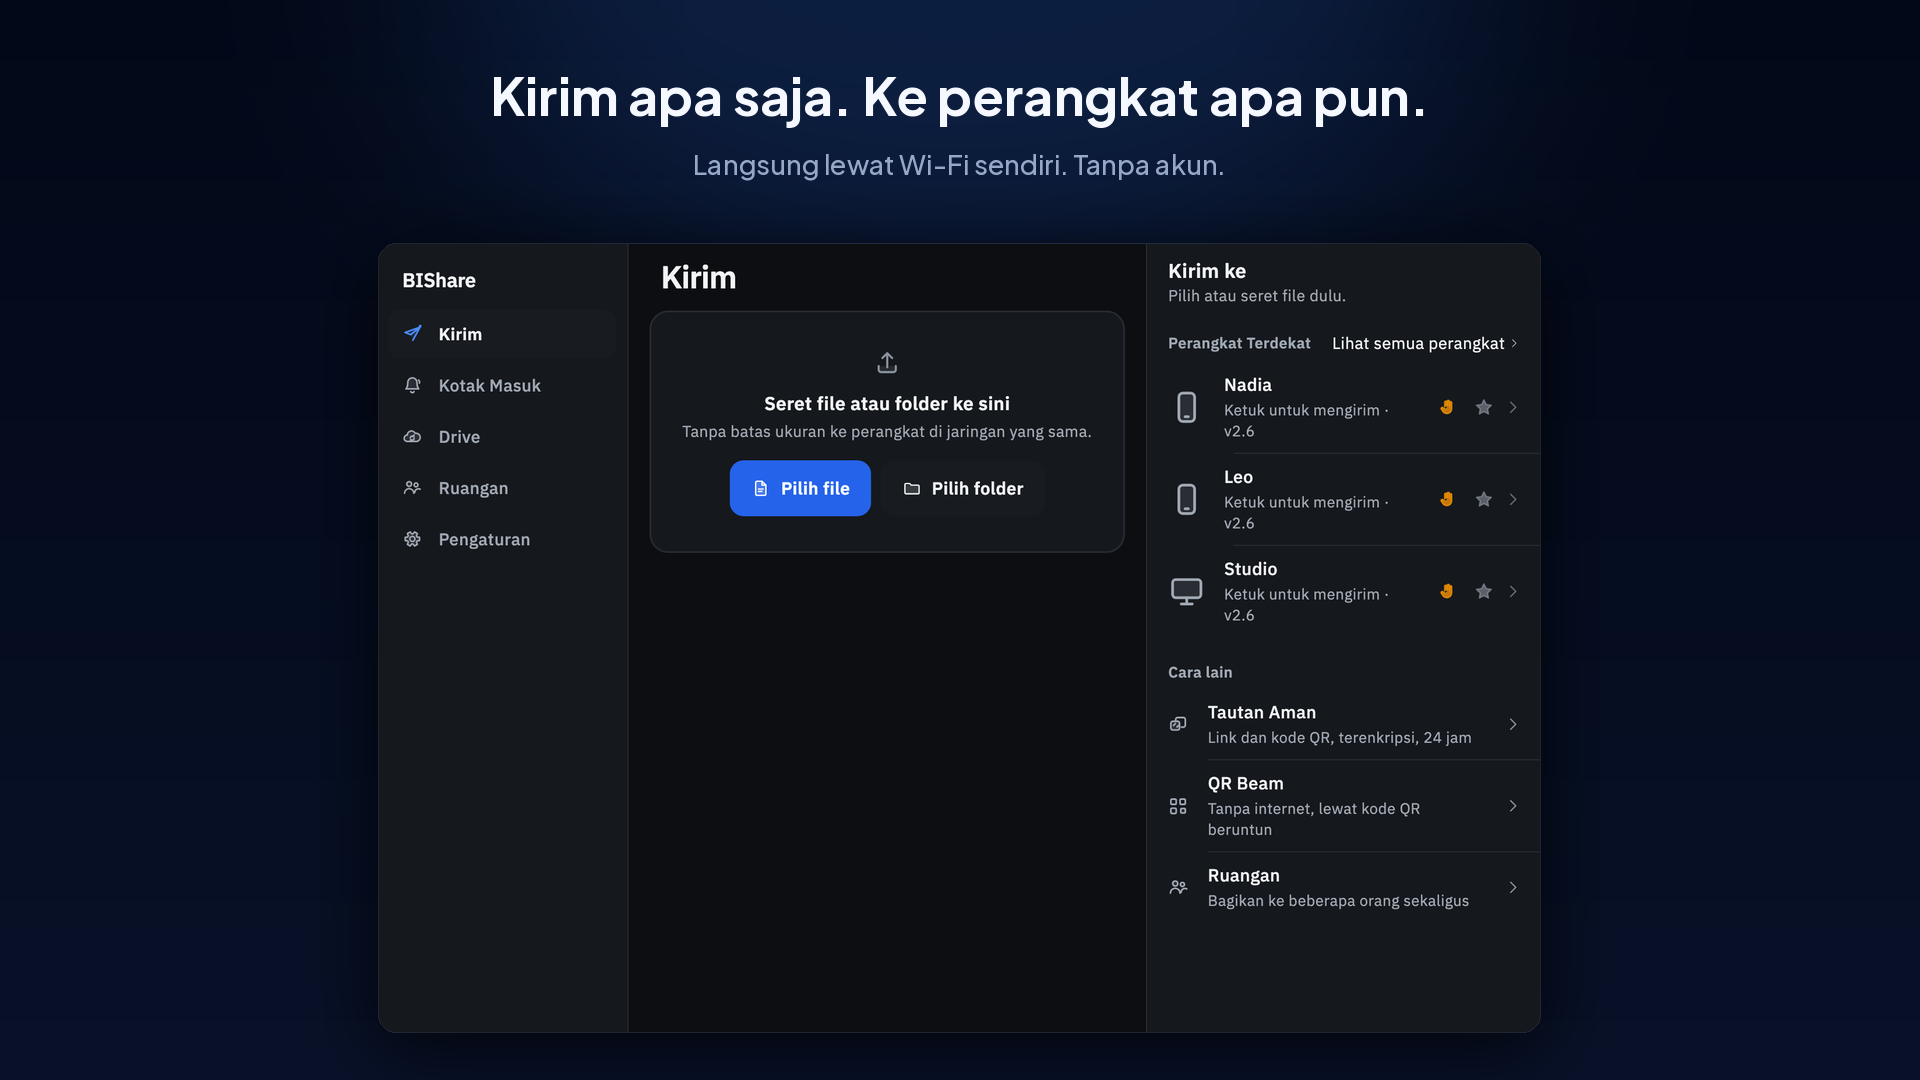 Kirim apa saja. Ke perangkat apa pun.
Langsung lewat Wi-Fi sendiri. Tanpa akun.
BIShare
Kirim
Kotak Masuk
Drive
Ruangan
Pengaturan
Kirim
Seret file atau folder ke sini
Tanpa batas ukuran ke perangkat di jaringan yang sama.
Pilih file
Pilih folder
Kirim ke
Pilih atau seret file dulu.
Perangkat Terdekat
Lihat semua perangkat
Nadia
Ketuk untuk mengirim ·
v2.6
Leo
Ketuk untuk mengirim ·
v2.6
Studio
Ketuk untuk mengirim ·
v2.6
Cara lain
Tautan Aman
Link dan kode QR, terenkripsi, 24 jam
QR Beam
Tanpa internet, lewat kode QR
beruntun
Ruangan
Bagikan ke beberapa orang sekaligus